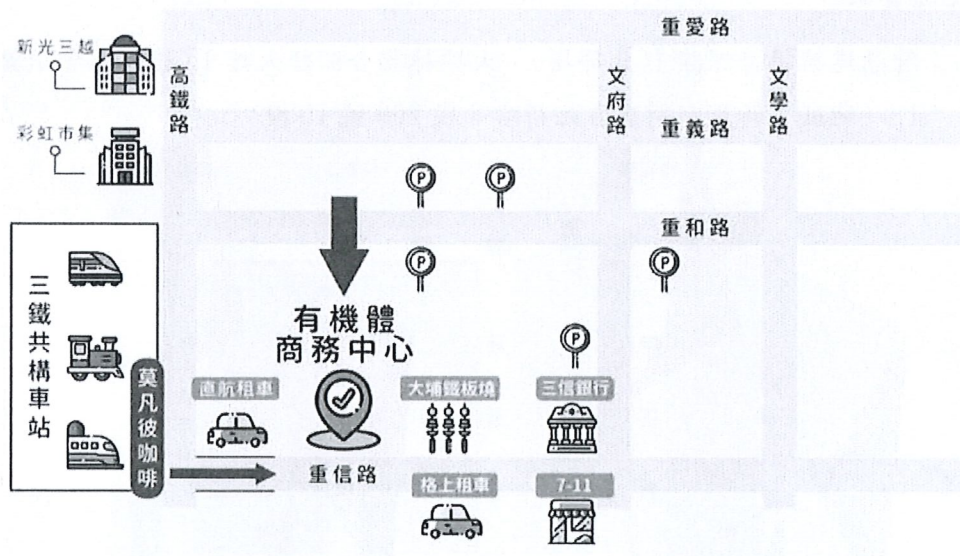 重愛路
新光三越
高鐵路
文府路
文學路
彩虹市集
重義路
P
P
重和路
P
P
三鐵共構車站
有機體
商務中心
P
莫凡彼咖啡
直航租車
大埔鐵板燒
三信銀行
重信路
格上租車
7-11